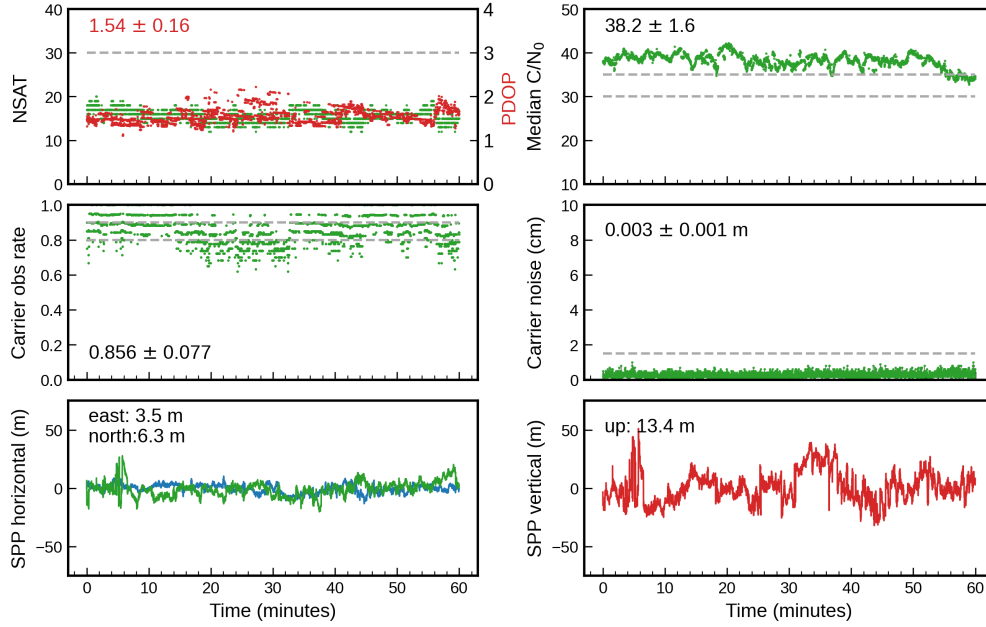 40
30
20
10
0
NSAT
1.54 ± 0.16
4
3
2
1
0
PDOP
50
40
30
20
10
Median C/N0
38.2 ± 1.6
1.0
0.8
0.6
0.4
0.2
0.0
Carrier obs rate
0.856 ± 0.077
10
8
6
4
2
0
Carrier noise (cm)
0.003 ± 0.001 m
50
0
−50
SPP horizontal (m)
east: 3.5 m
north:6.3 m
0 10 20 30 40 50 60
Time (minutes)
50
0
−50
SPP vertical (m)
up: 13.4 m
0 10 20 30 40 50 60
Time (minutes)